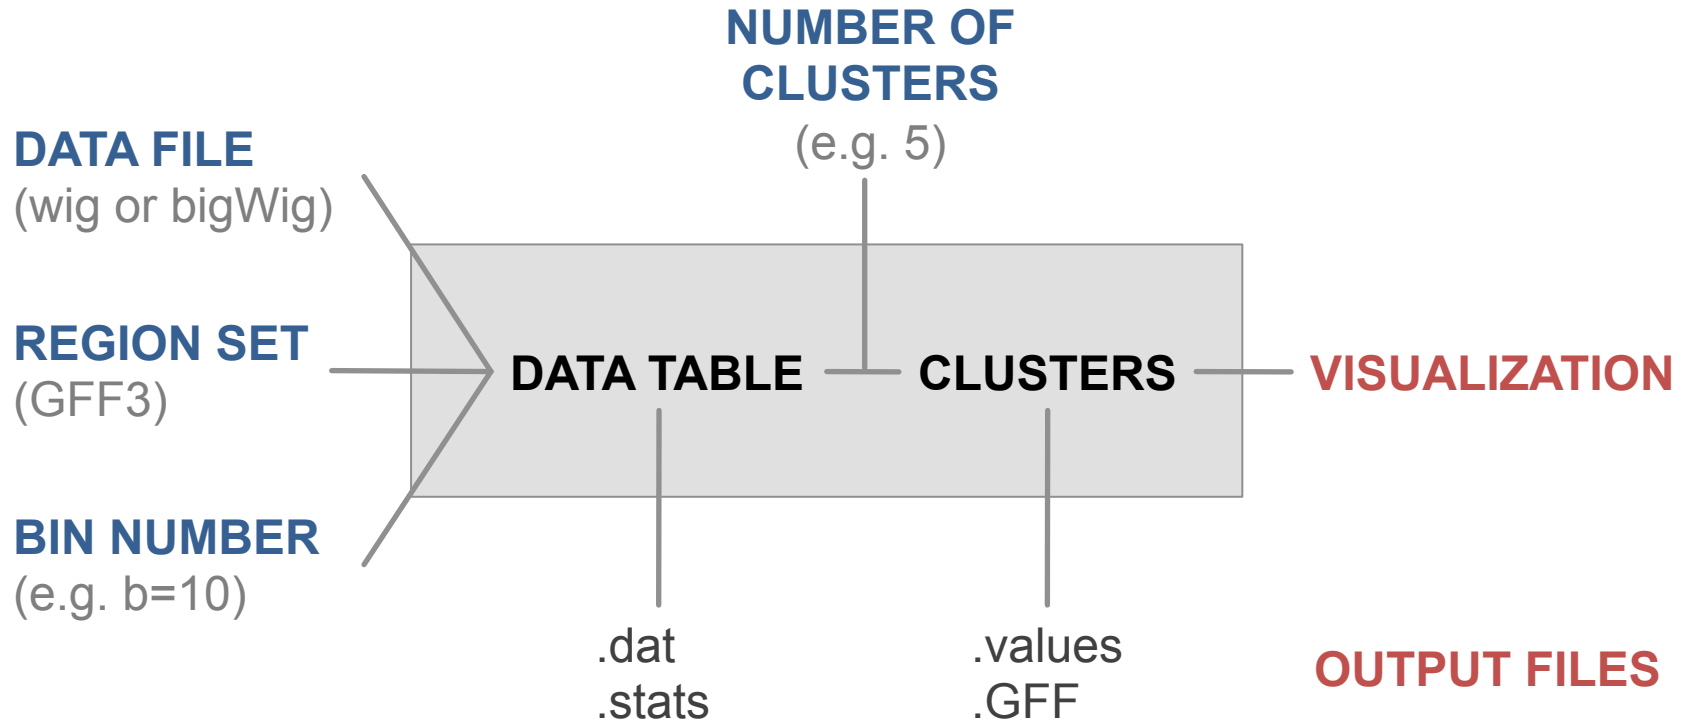 NUMBER OF
CLUSTERS
(e.g. 5)
DATA FILE
(wig or bigWig)
REGION SET
(GFF3)
BIN NUMBER
(e.g. b=10)
DATA TABLE
CLUSTERS
VISUALIZATION
.dat
.stats
.values
.GFF
OUTPUT FILES